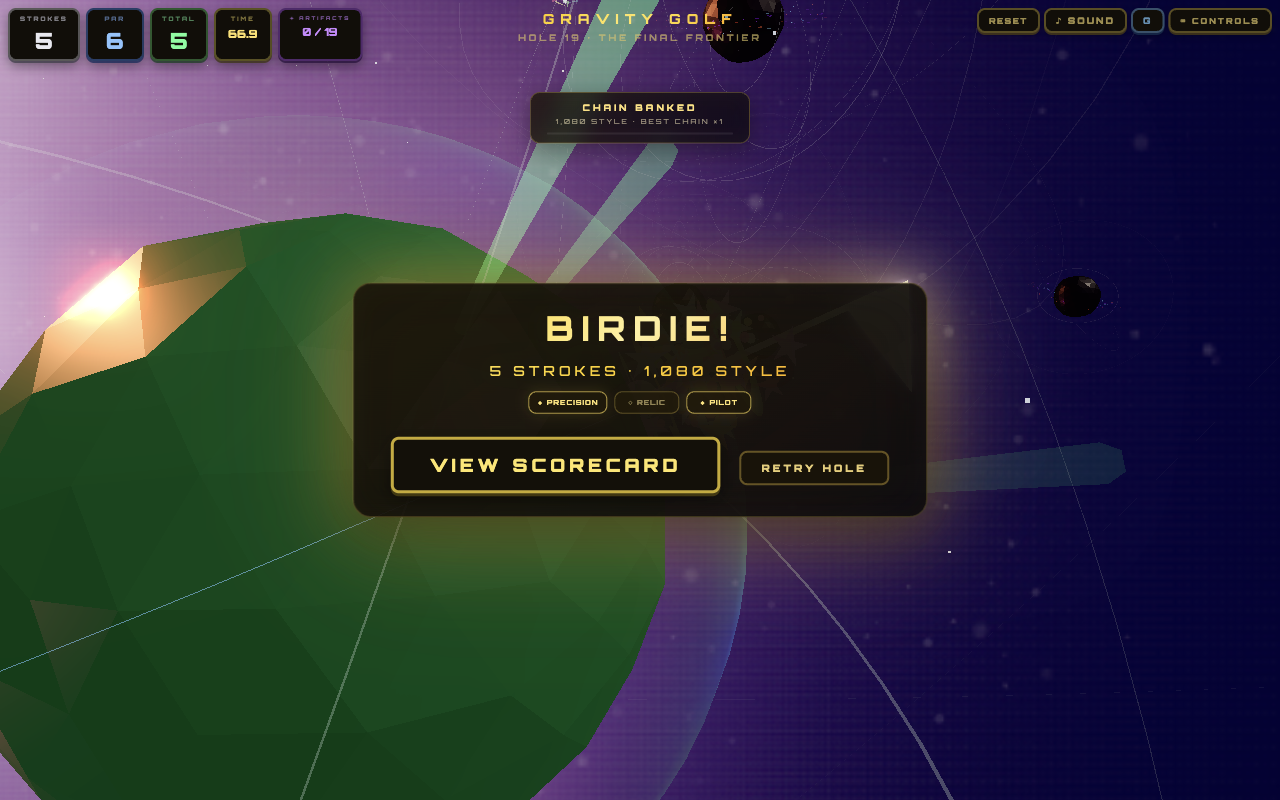 STROKES
5
PAR
6
TOTAL
5
TIME
66.9
✦ ARTIFACTS
0 / 19
GRAVITY GOLF
HOLE 19 · THE FINAL FRONTIER
RESET
♪ SOUND
G
≡ CONTROLS
CHAIN BANKED
1,080 STYLE · BEST CHAIN ×1
BIRDIE!
5 STROKES · 1,080 STYLE
◆ PRECISION
◇ RELIC
◆ PILOT
VIEW SCORECARD
RETRY HOLE